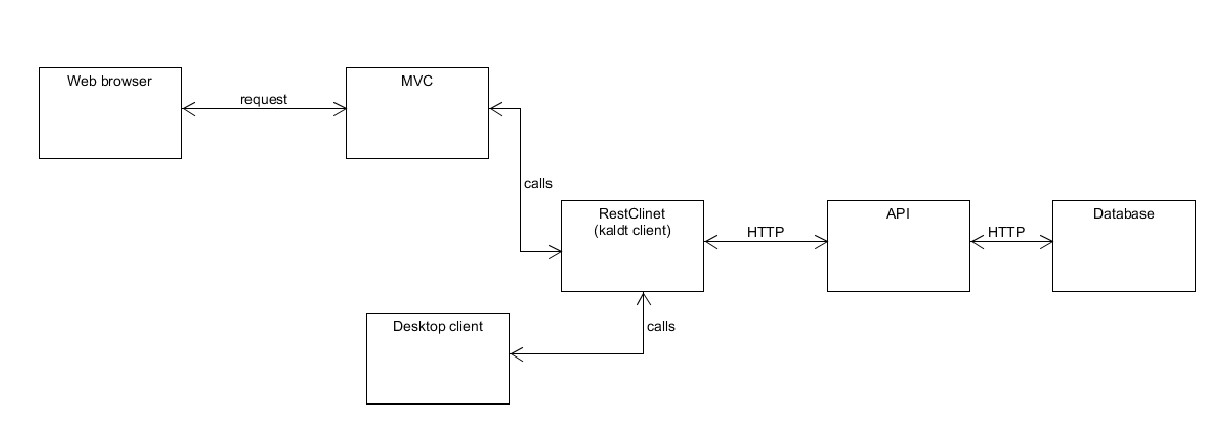 Web browser
request
MVC
calls
RestClinet
(kaldt client)
HTTP
API
HTTP
Database
Desktop client
calls